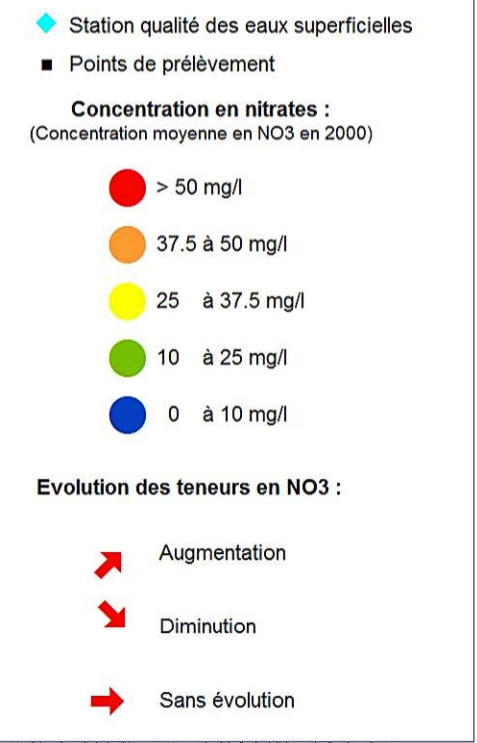 Station qualité des eaux superficielles
Points de prélèvement
Concentration en nitrates :
(Concentration moyenne en NO3 en 2000)
> 50 mg/l
37.5 à 50 mg/l
25 à 37.5 mg/l
10 à 25 mg/l
0 à 10 mg/l
Evolution des teneurs en NO3 :
Augmentation
Diminution
Sans évolution